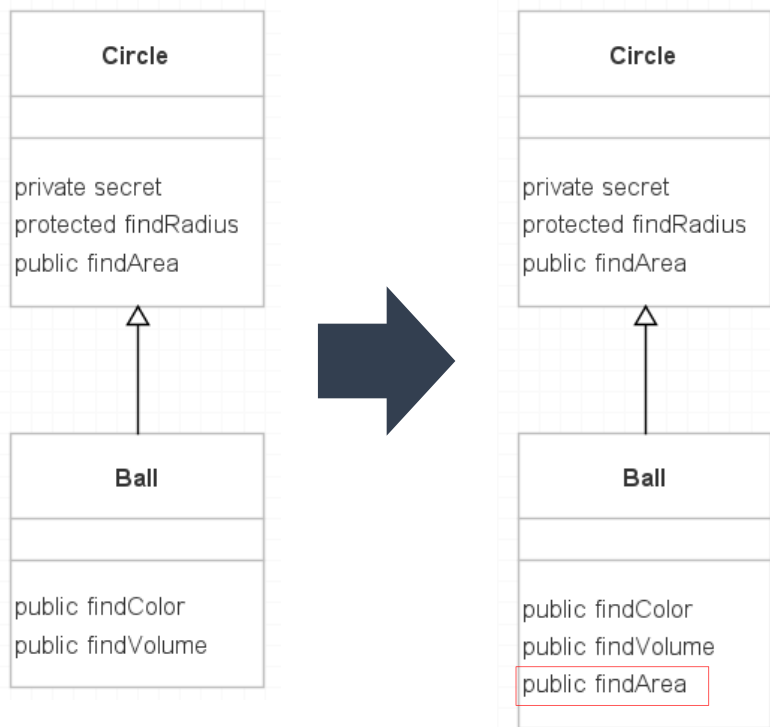 Circle
private secret
protected findRadius
public findArea
Ball
public findColor
public findVolume
Circle
private secret
protected findRadius
public findArea
Ball
public findColor
public findVolume
public findArea